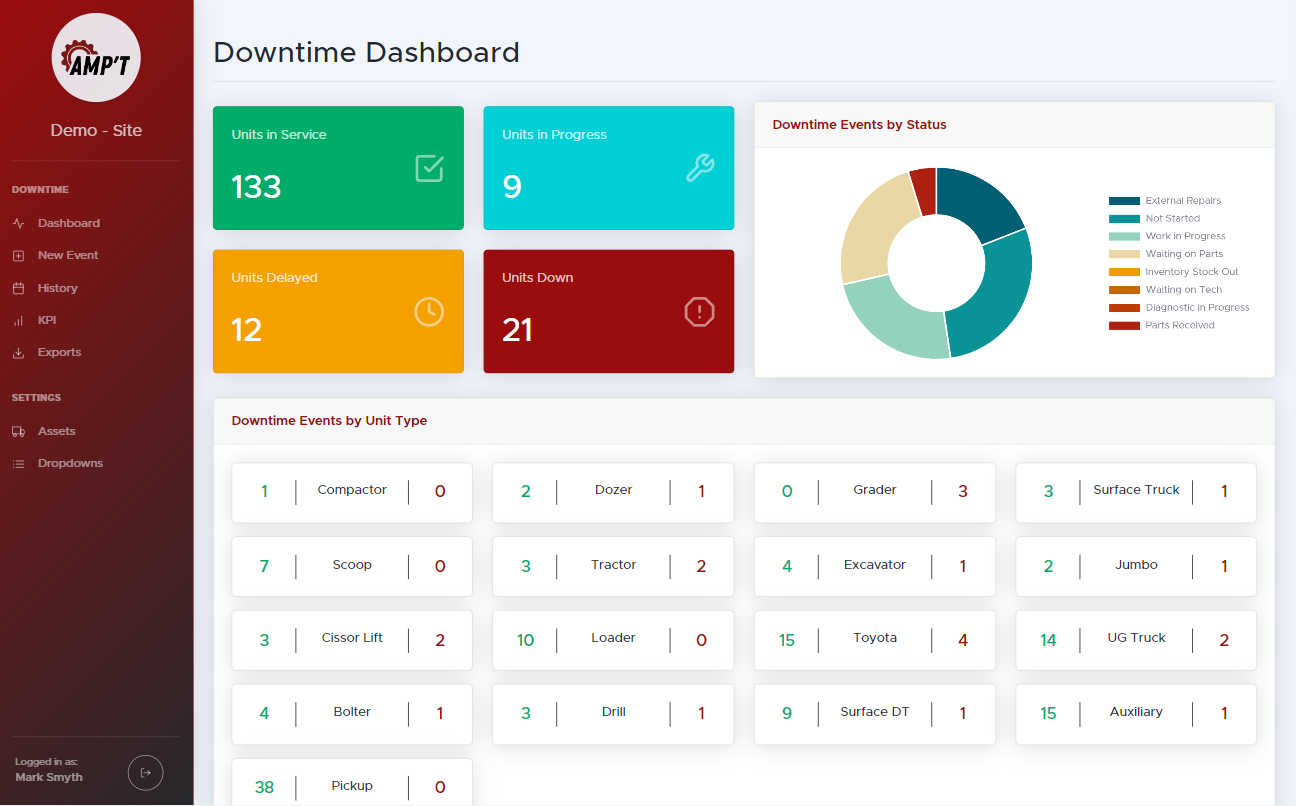 AMP'T
Demo - Site
DOWNTIME
Dashboard
New Event
History
KPI
Exports
SETTINGS
Assets
Dropdowns
Logged in as:
Mark Smyth
Downtime Dashboard
Units in Service
133
Units in Progress
9
Units Delayed
12
Units Down
21
Downtime Events by Status
External Repairs
Not Started
Work in Progress
Waiting on Parts
Inventory Stock Out
Waiting on Tech
Diagnostic in Progress
Parts Received
Downtime Events by Unit Type
1 Compactor 0
2 Dozer 1
0 Grader 3
3 Surface Truck 1
7 Scoop 0
3 Tractor 2
4 Excavator 1
2 Jumbo 1
3 Cissor Lift 2
10 Loader 0
15 Toyota 4
14 UG Truck 2
4 Bolter 1
3 Drill 1
9 Surface DT 1
15 Auxiliary 1
38 Pickup 0